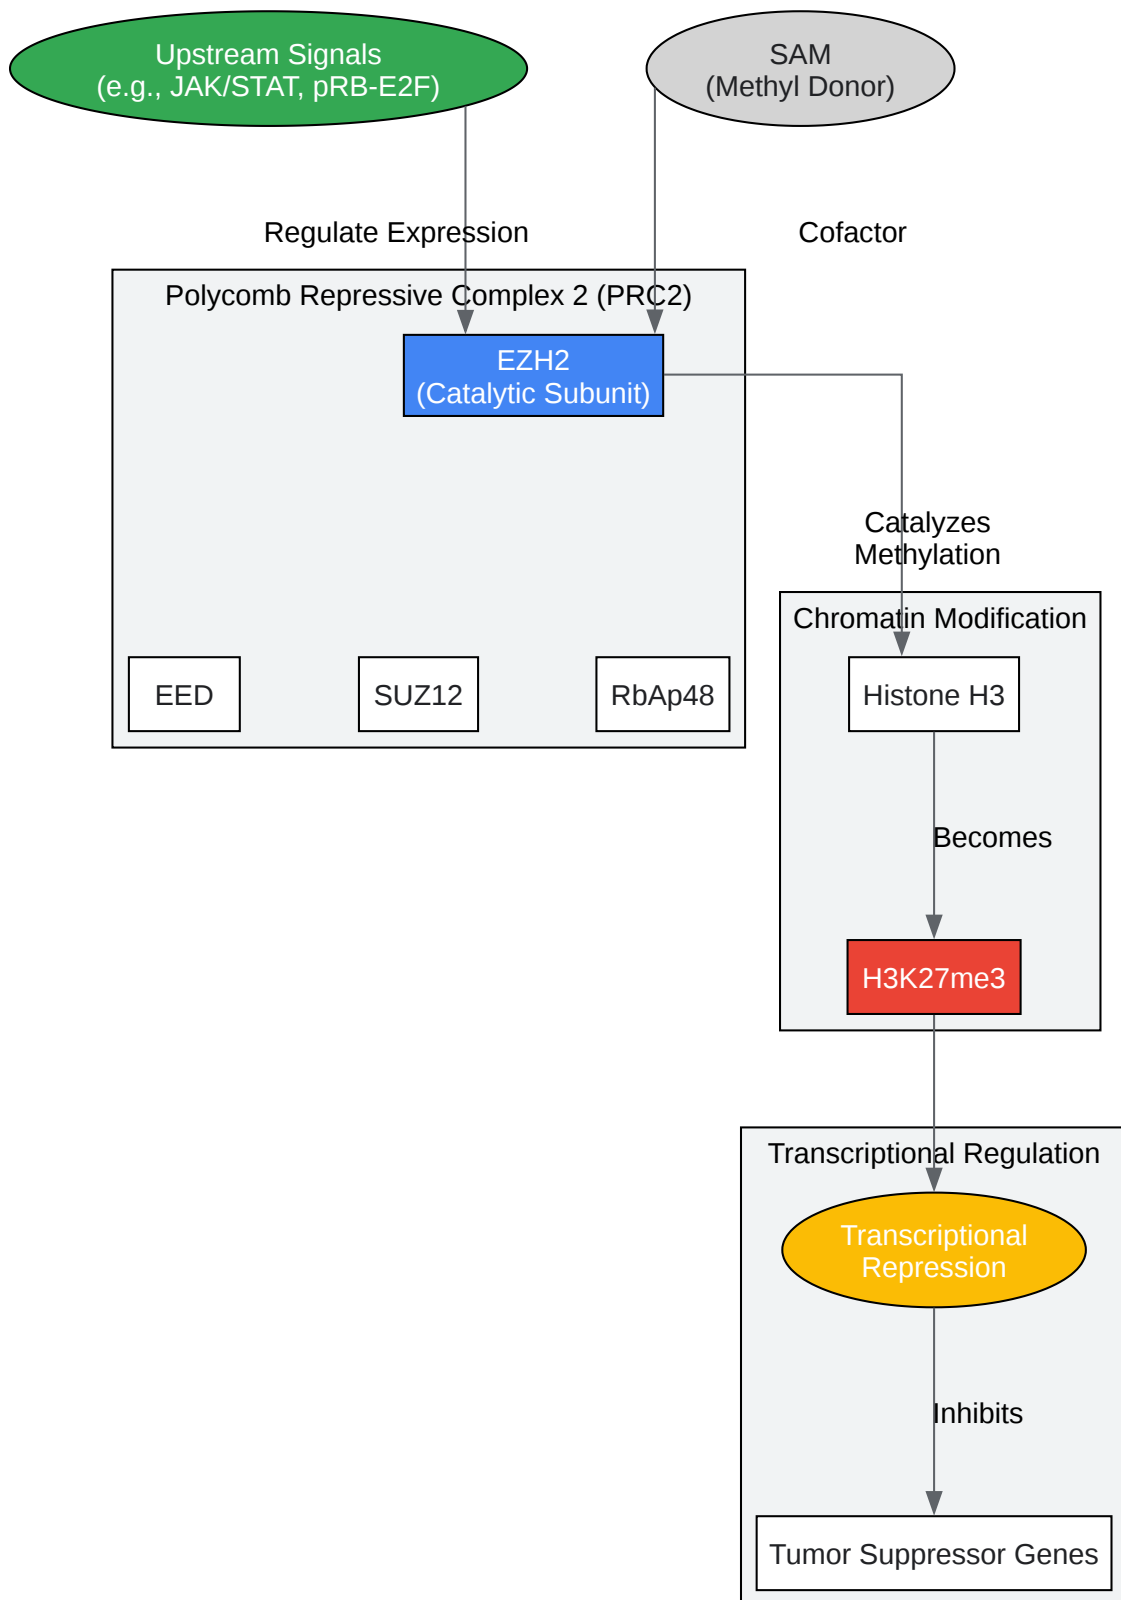 Upstream Signals
(e.g., JAK/STAT, pRB-E2F)
SAM
(Methyl Donor)
Regulate Expression
Cofactor
Polycomb Repressive Complex 2 (PRC2)
EZH2
(Catalytic Subunit)
Catalyzes
Methylation
Chromatin Modification
EED
SUZ12
RbAp48
Histone H3
Becomes
H3K27me3
Transcriptional Regulation
Transcriptional
Repression
Inhibits
Tumor Suppressor Genes